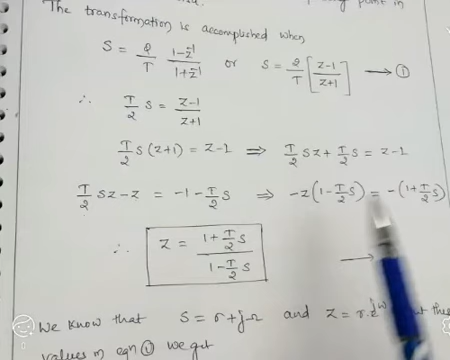 The transformation is accomplished when
S = 2/T (1-z⁻¹)/(1+z⁻¹) or S = 2/T [(z-1)/(z+1)] → ①
∴ T/2 S = (z-1)/(z+1)
T/2 S(z+1) = z-1 ⇒ T/2 Sz + T/2 S = z-1
T/2 Sz - z = -1 - T/2 S ⇒ -z(1 - T/2 S) = -(1 + T/2 S)
∴ z = (1 + T/2 S)/(1 - T/2 S) →
We know that S = σ + jΩ and z = r.
values in eqn ① we get